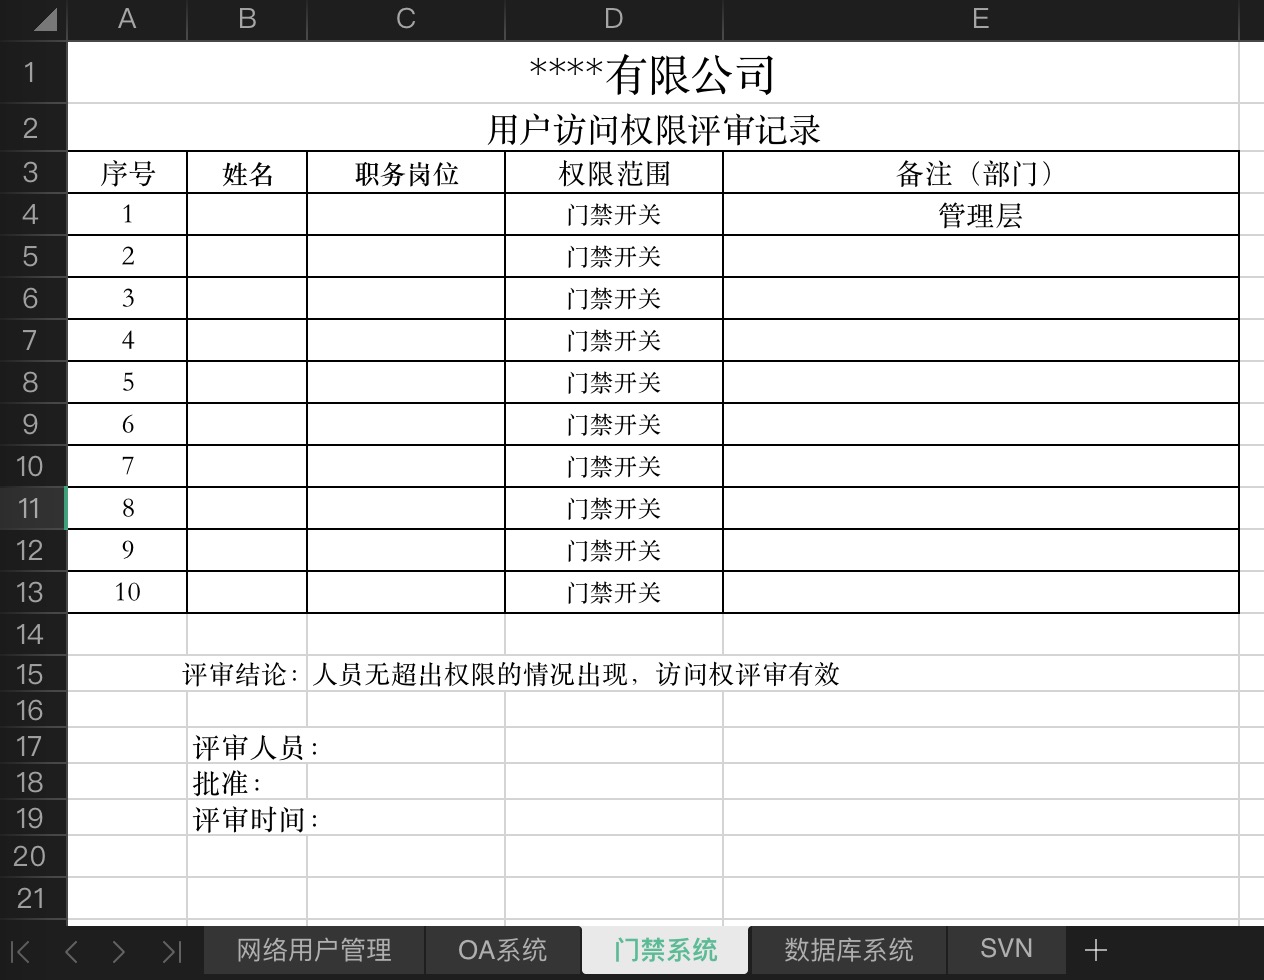 A B C D E
1 ****有限公司
2 用户访问权限评审记录
3 序号 姓名 职务岗位 权限范围 备注（部门）
4 1 门禁开关 管理层
5 2 门禁开关
6 3 门禁开关
7 4 门禁开关
8 5 门禁开关
9 6 门禁开关
10 7 门禁开关
11 8 门禁开关
12 9 门禁开关
13 10 门禁开关
14
15 评审结论：人员无超出权限的情况出现，访问权评审有效
16
17 评审人员：
18 批准：
19 评审时间：
20
21
网络用户管理 OA系统 门禁系统 数据库系统 SVN